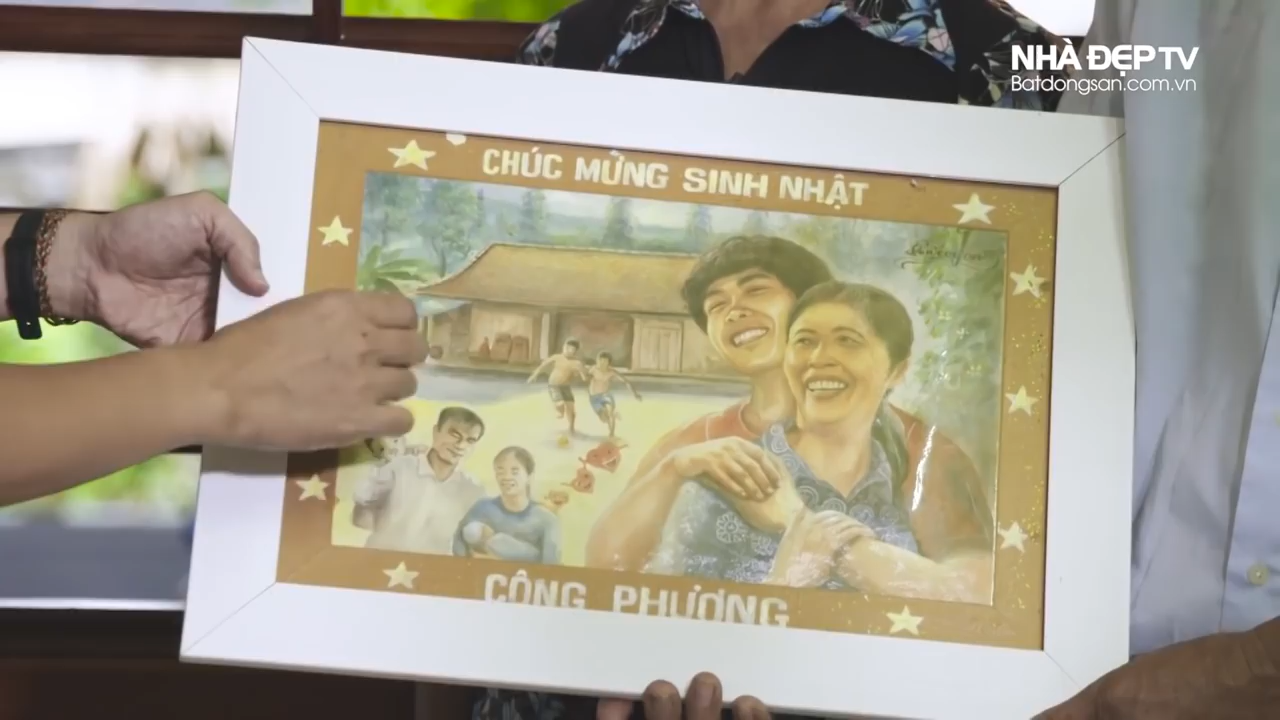 NHÀ ĐẸP TV
Batdongsan.com.vn
CHÚC MỪNG SINH NHẬT
CÔNG PHƯỢNG